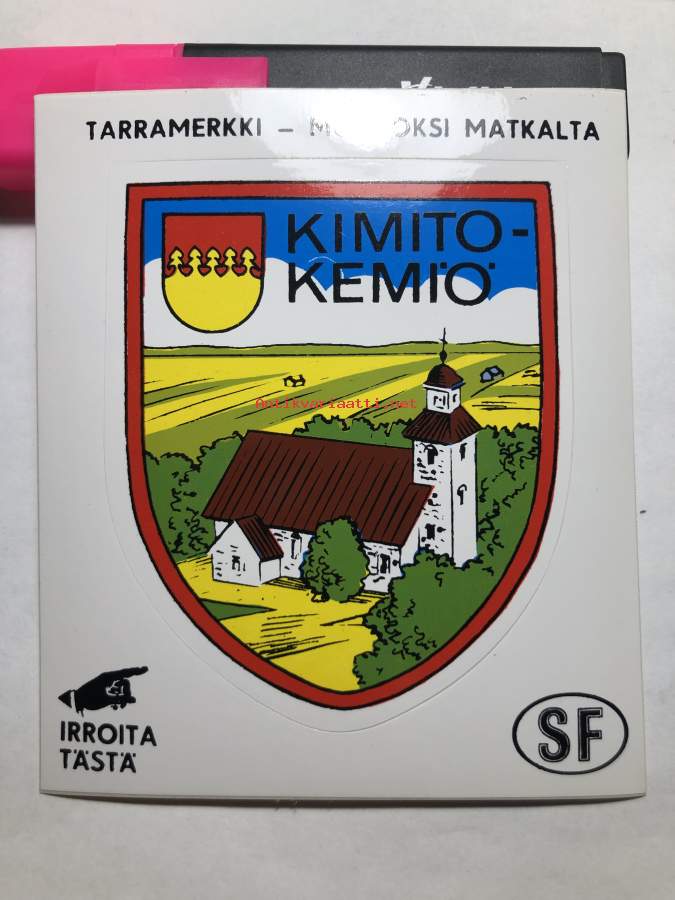 TARRAMERKKI - MATKALTA
KIMITO-
KEMIÖ
Antikvariaatti.net
IRROITA
TÄSTÄ
SF